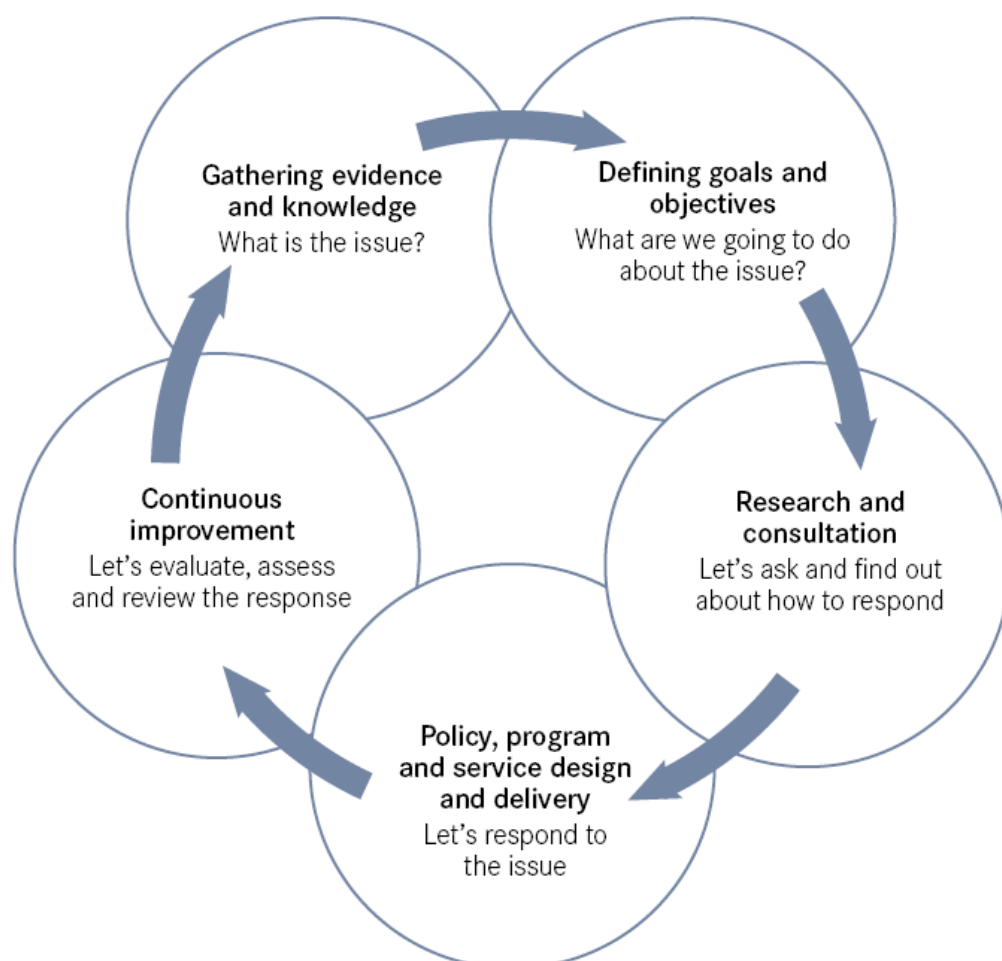 Gathering evidence
and knowledge
What is the issue?
Defining goals and
objectives
What are we going to do
about the issue?
Research and
consultation
Let’s ask and find out
about how to respond
Policy, program
and service design
and delivery
Let’s respond to
the issue
Continuous
improvement
Let’s evaluate, assess
and review the response